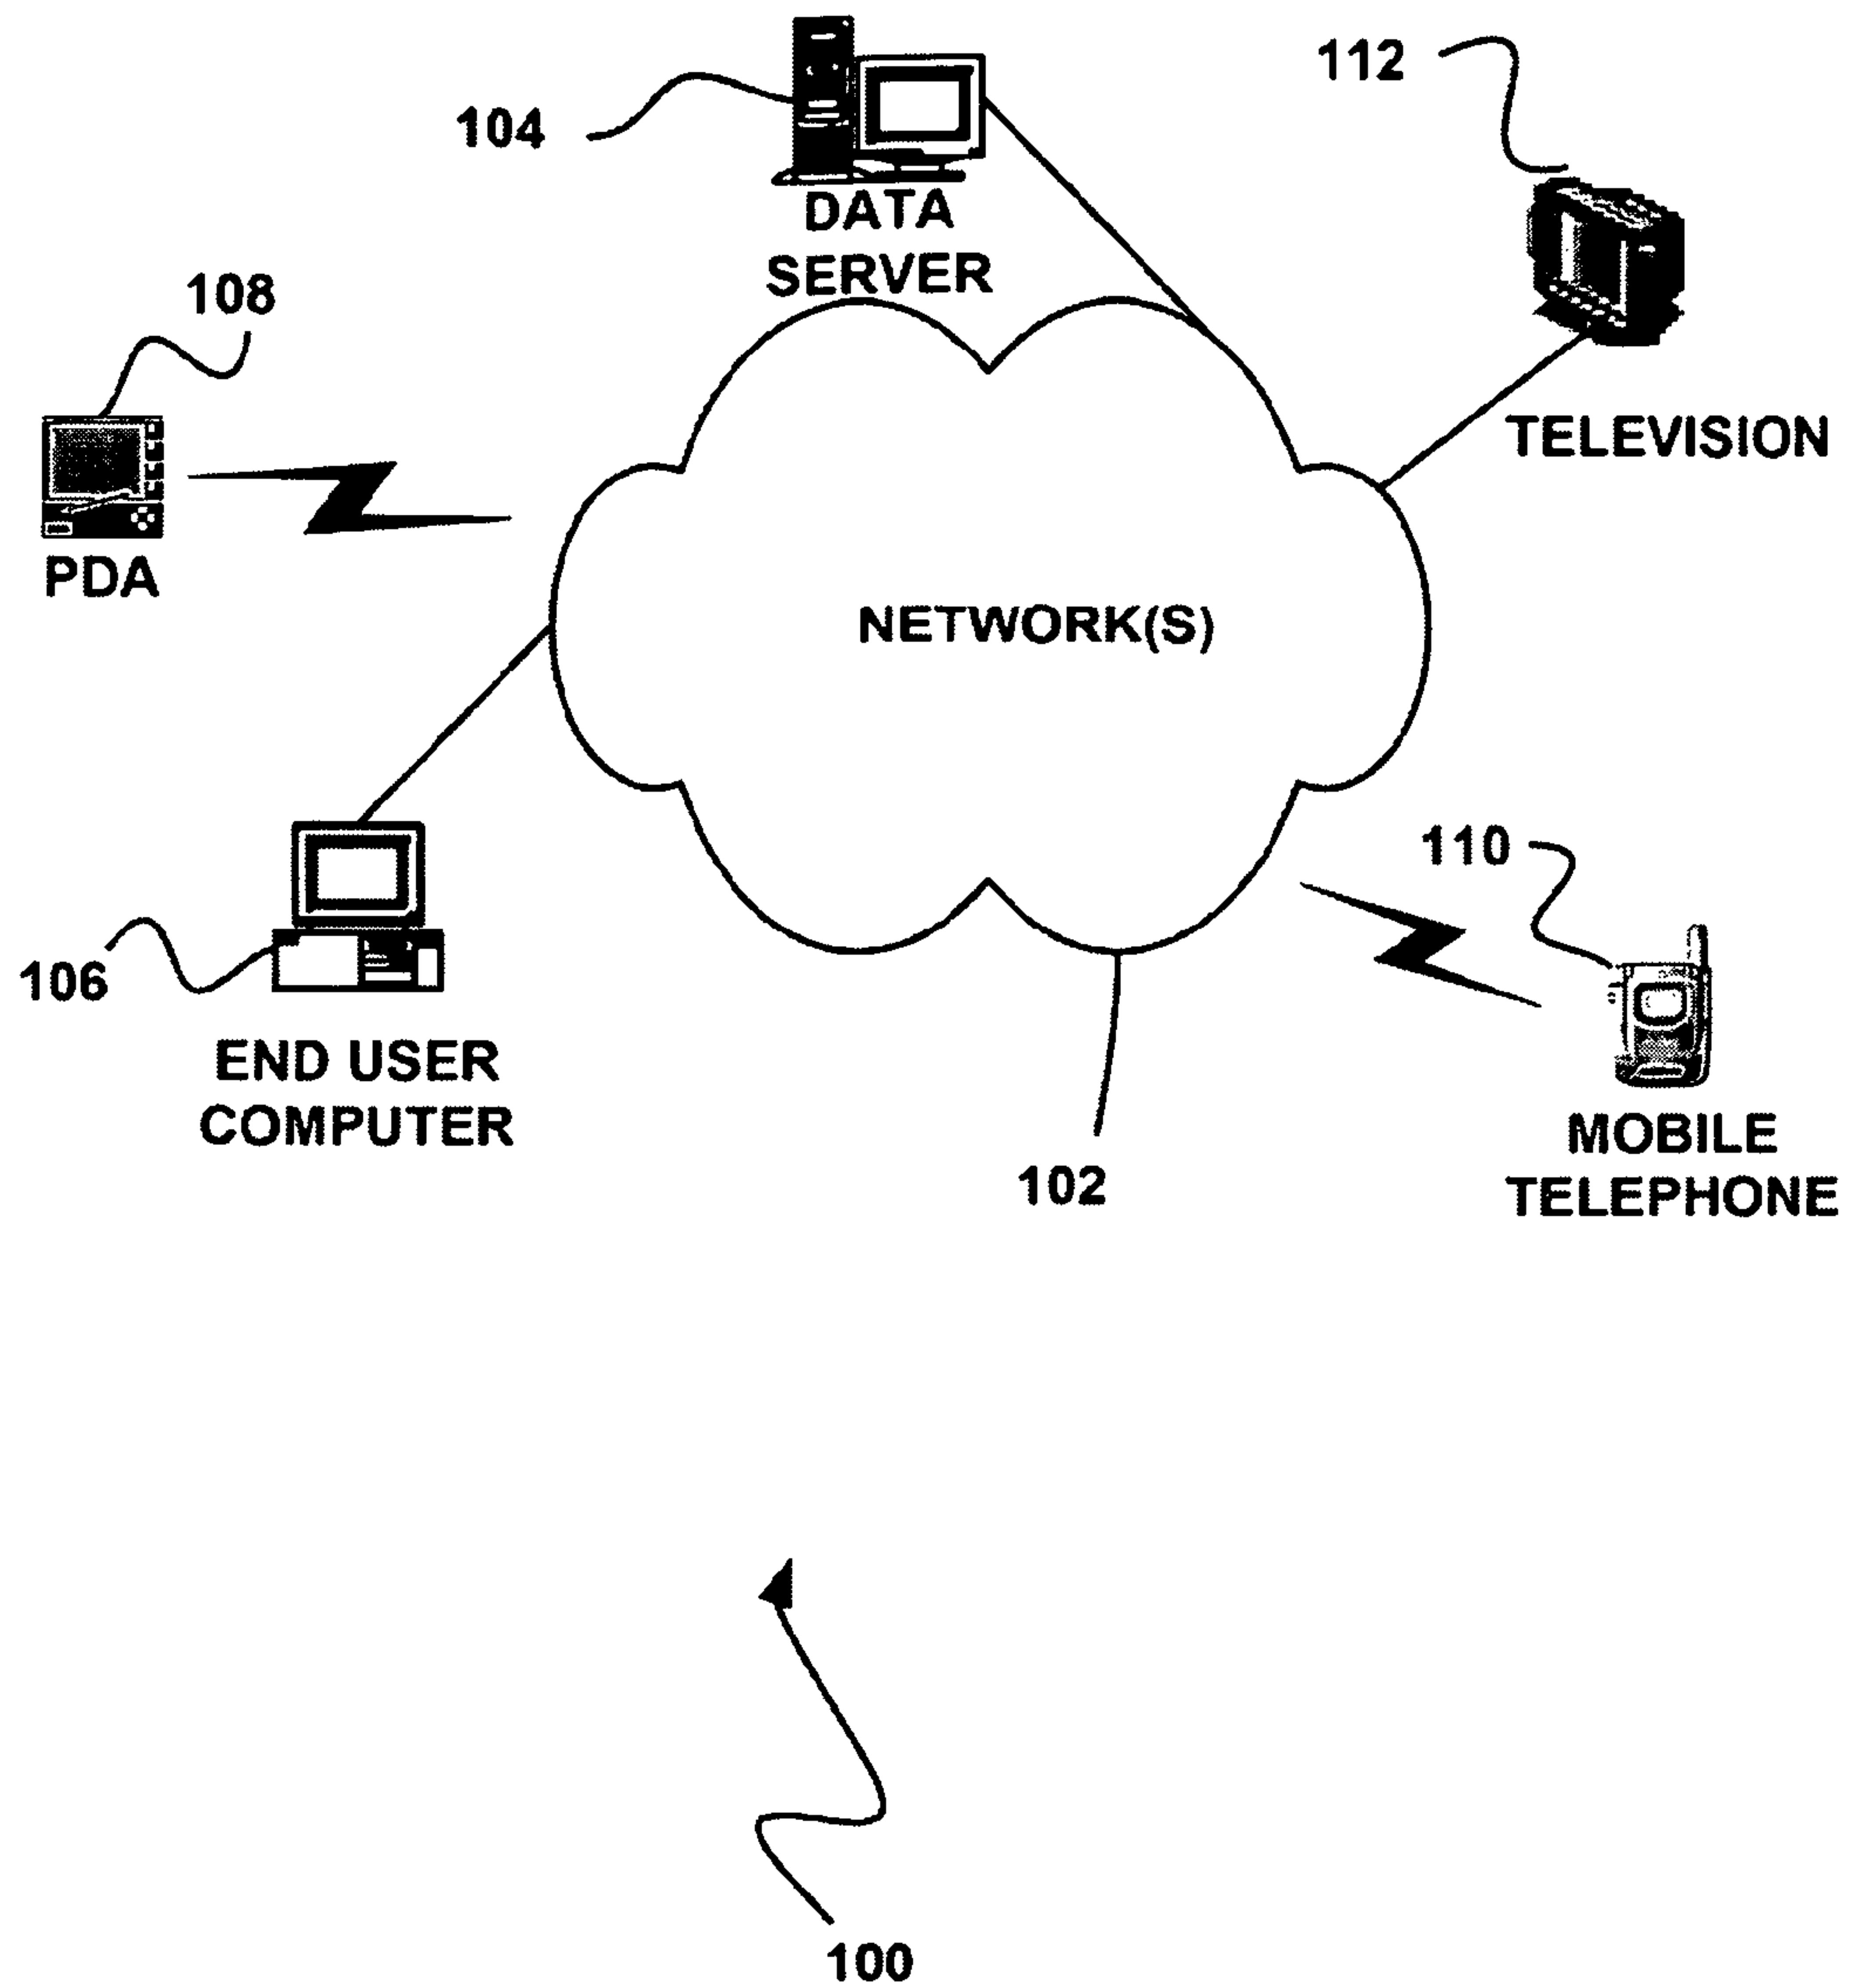 104
112
DATA
SERVER
108
TELEVISION
PDA
NETWORK(S)
110
106
END USER
COMPUTER
MOBILE
TELEPHONE
102
100